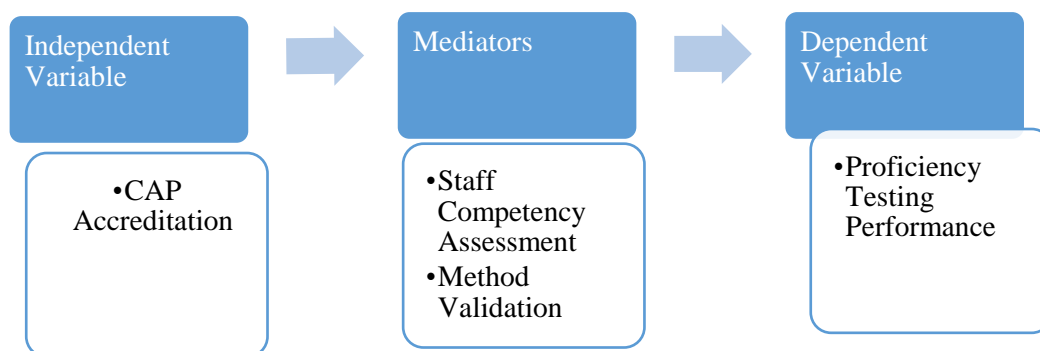 Independent
Variable
•CAP
Accreditation
Mediators
•Staff
Competency
Assessment
•Method
Validation
Dependent
Variable
•Proficiency
Testing
Performance